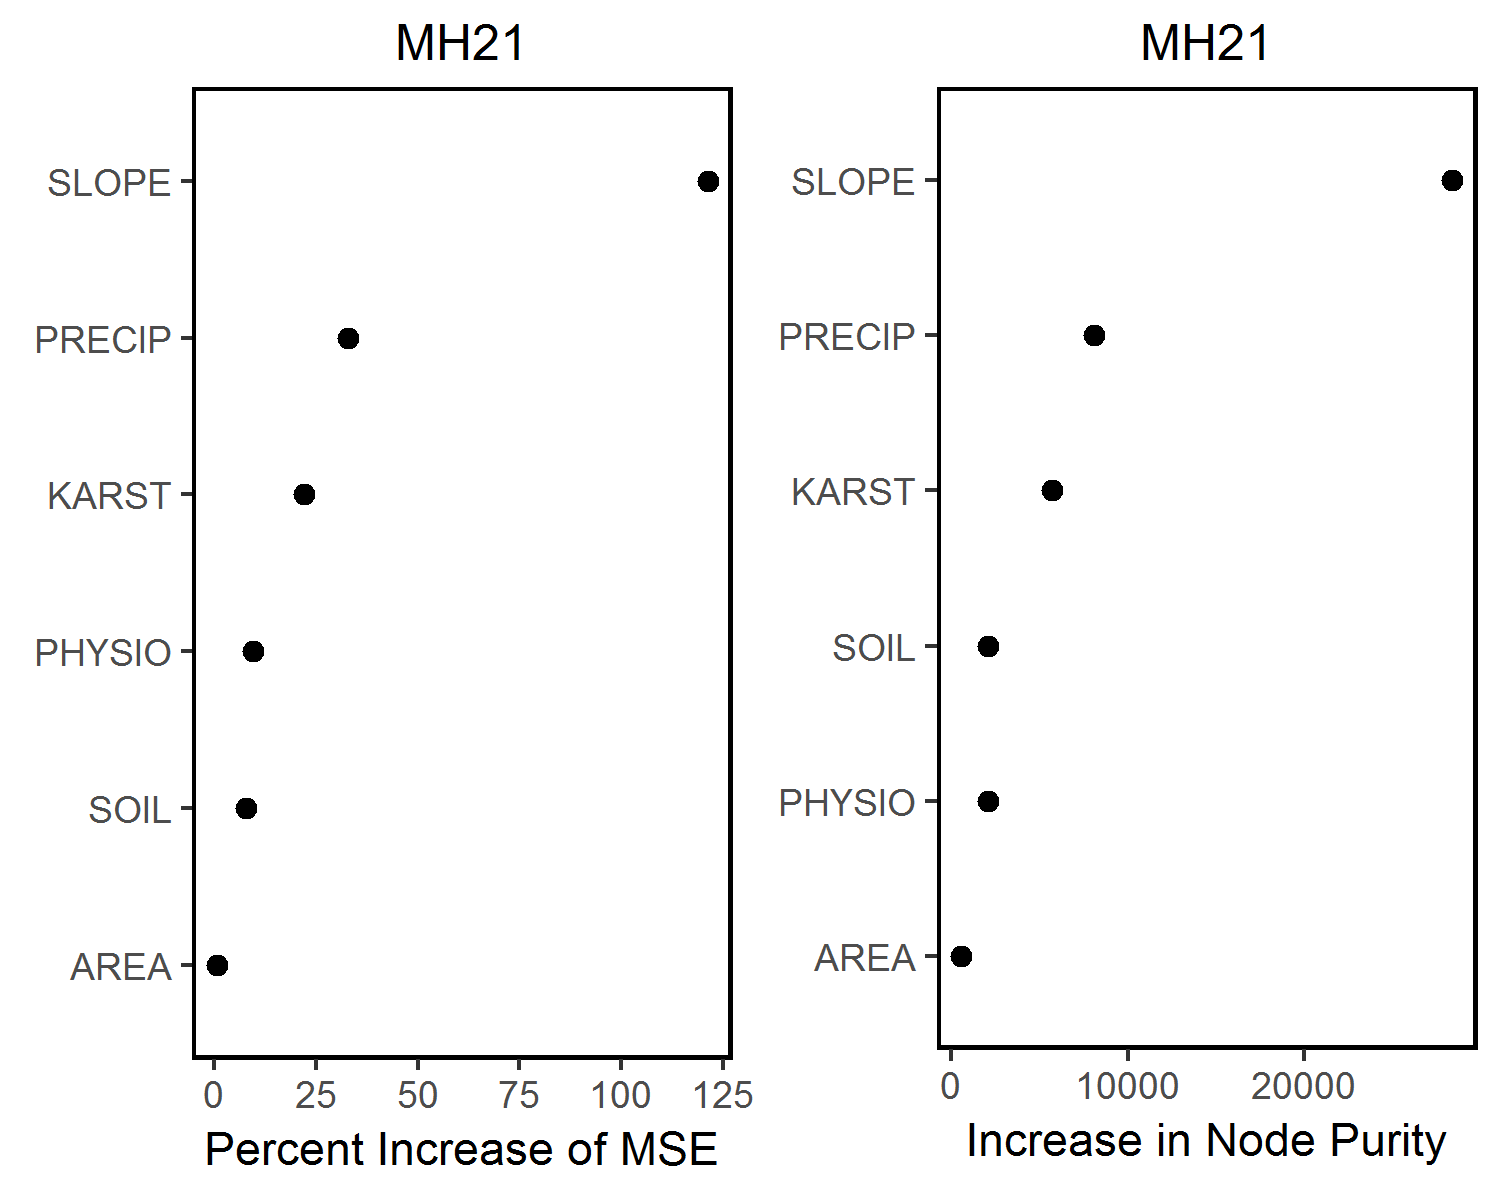 MH21
SLOPE
PRECIP
KARST
PHYSIO
SOIL
AREA
0 25 50 75 100 125
Percent Increase of MSE
MH21
SLOPE
PRECIP
KARST
SOIL
PHYSIO
AREA
0 10000 20000
Increase in Node Purity